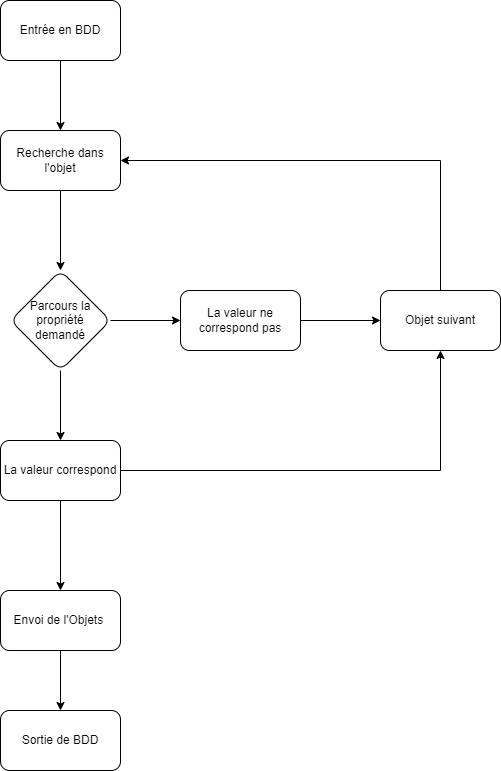 Entrée en BDD
Recherche dans
l'objet
Parcours la
propriété
demandé
La valeur ne
correspond pas
Objet suivant
La valeur correspond
Envoi de l'Objets
Sortie de BDD